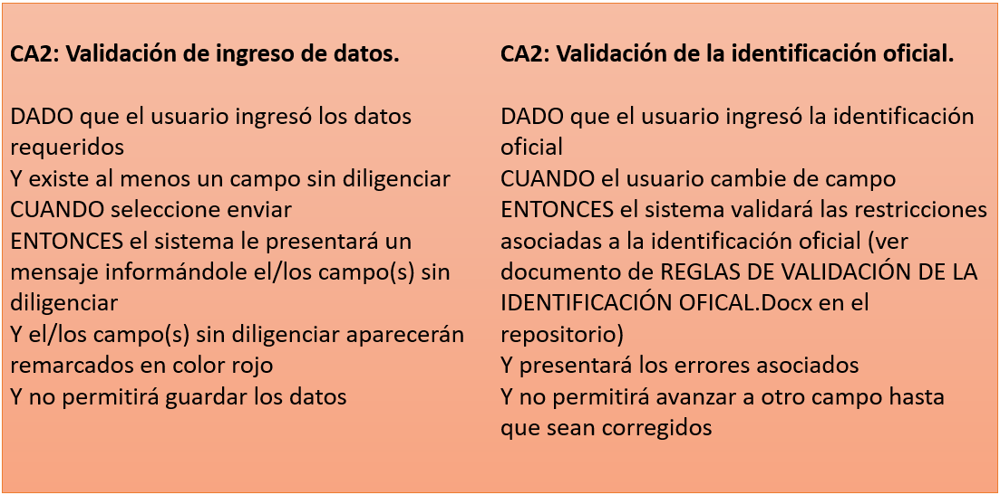 CA2: Validación de ingreso de datos.
DADO que el usuario ingresó los datos
requeridos
Y existe al menos un campo sin diligenciar
CUANDO seleccione enviar
ENTONCES el sistema le presentará un
mensaje informándole el/los campo(s) sin
diligenciar
Y el/los campo(s) sin diligenciar aparecerán
remarcados en color rojo
Y no permitirá guardar los datos
CA2: Validación de la identificación oficial.
DADO que el usuario ingresó la identificación
oficial
CUANDO el usuario cambie de campo
ENTONCES el sistema validará las restricciones
asociadas a la identificación oficial (ver
documento de REGLAS DE VALIDACIÓN DE LA
IDENTIFICACIÓN OFICAL.Docx en el
repositorio)
Y presentará los errores asociados
Y no permitirá avanzar a otro campo hasta
que sean corregidos